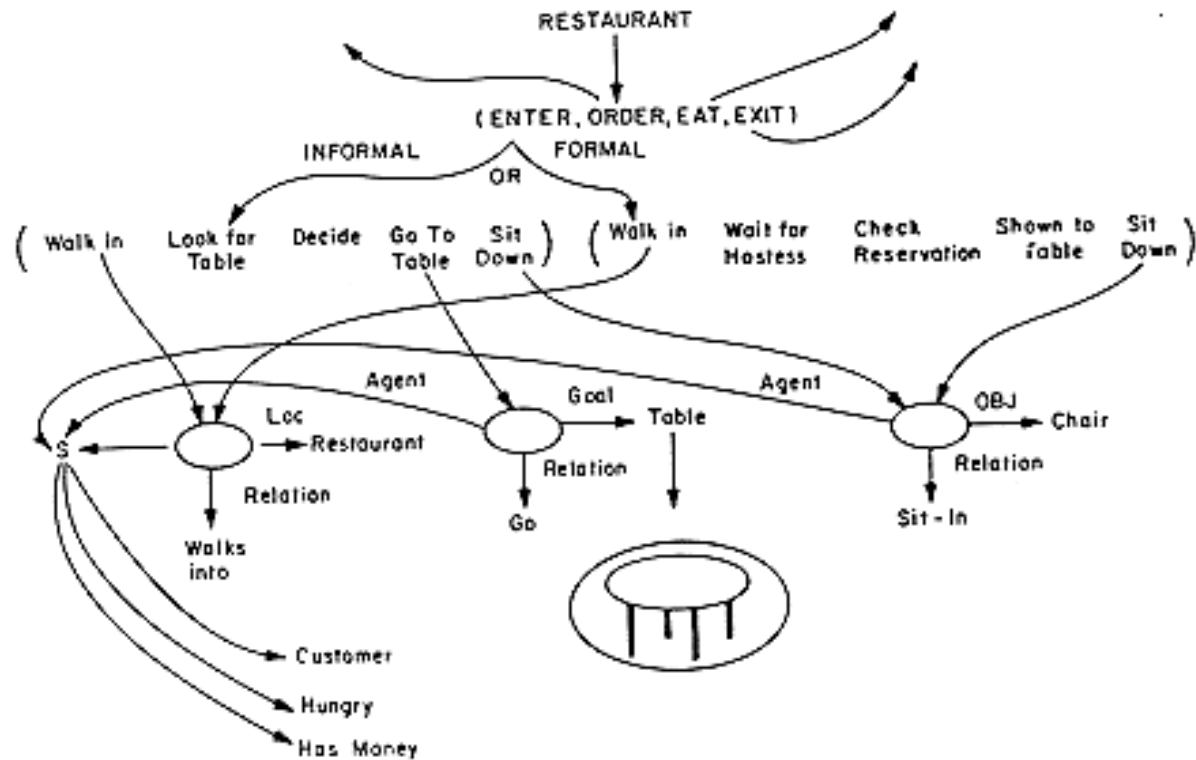 RESTAURANT
(ENTER, ORDER, EAT, EXIT)
INFORMAL FORMAL
OR
( Walk in Look for Decide Go To Sit ) ( Walk in Wait for Check Shown to Sit )
Table Table Down Hostess Reservation Table Down
Agent Agent
Goal
Loc Table OBJ Chair
S Restaurant
Relation Relation
Relation
Go Sit-In
Walks
into
Customer
Hungry
Has Money